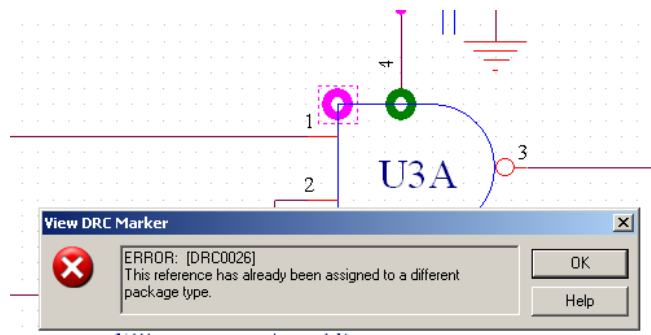 4
1
3
U3A
2
View DRC Marker
ERROR: [DRC0026]
This reference has already been assigned to a different
package type.
OK
Help